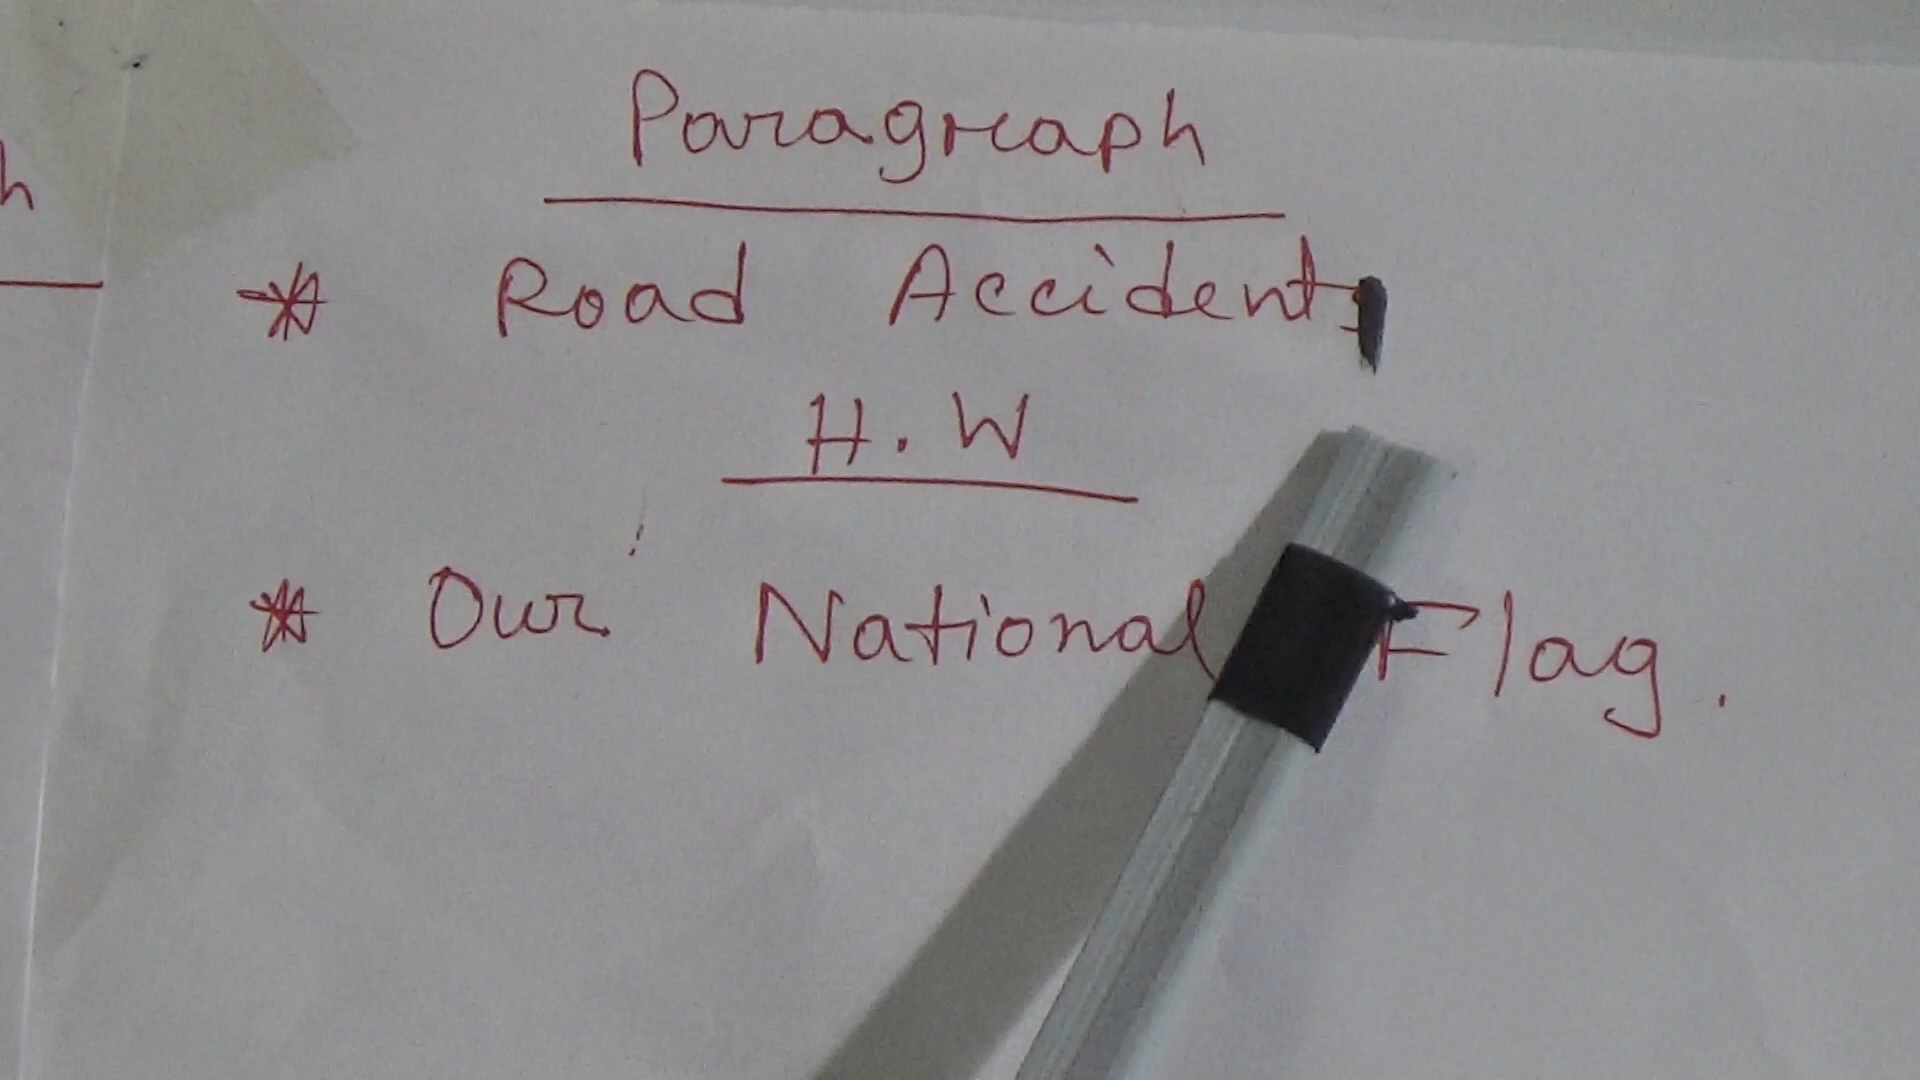 h
Paragraph
* Road Accident
H.W
* Our National Flag.